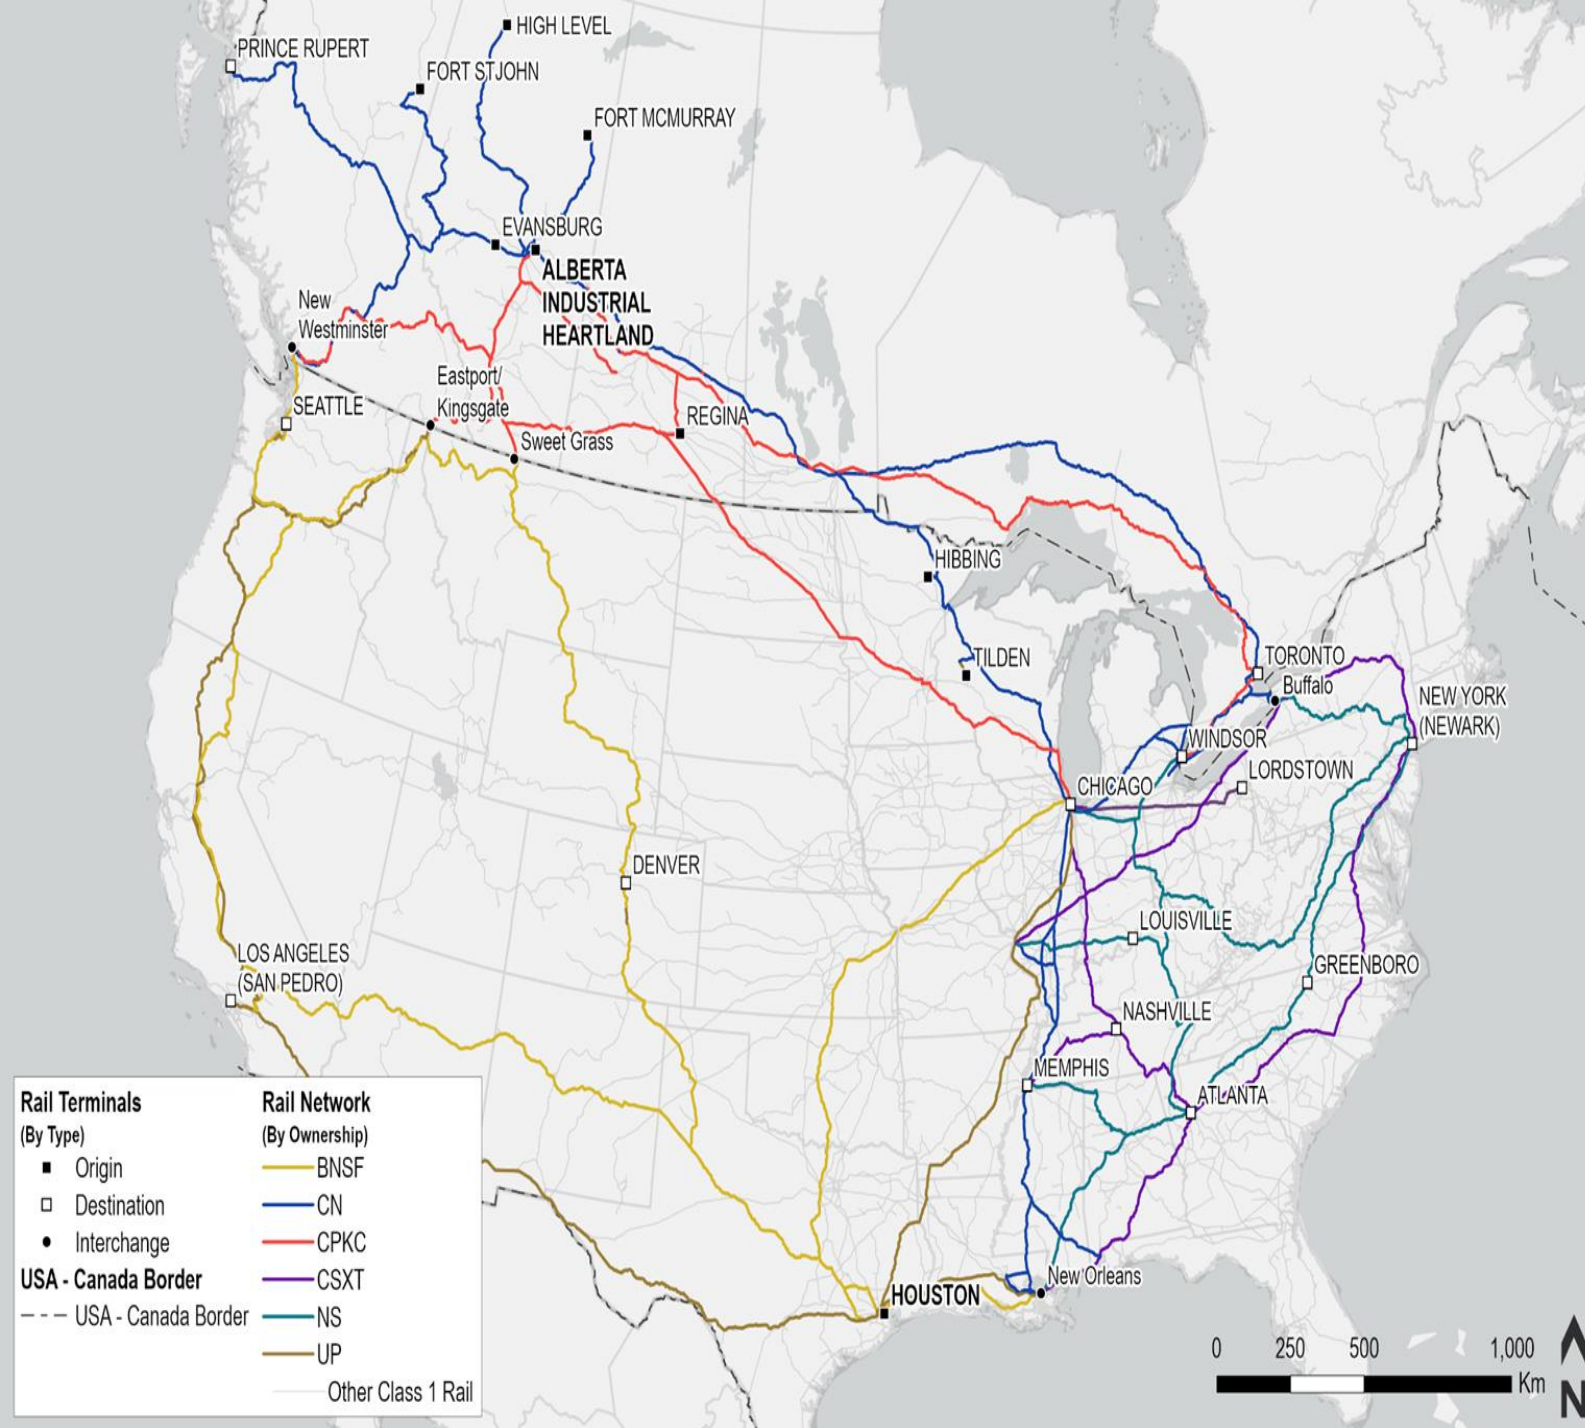 HIGH LEVEL
PRINCE RUPERT
FORT STJOHN
FORT MCMURRAY
EVANSBURG
ALBERTA
INDUSTRIAL
HEARTLAND
New
Westminster
Eastport/
Kingsgate
SEATTLE
REGINA
Sweet Grass
HIBBING
TILDEN
TORONTO
Buffalo
NEW YORK
(NEWARK)
WINDSOR
LORDSTOWN
CHICAGO
DENVER
LOUISVILLE
LOS ANGELES
(SAN PEDRO)
GREENBORO
NASHVILLE
MEMPHIS
ATLANTA
New Orleans
HOUSTON
Rail Terminals
(By Type)
Origin
Destination
Interchange
USA - Canada Border
USA - Canada Border
Rail Network
(By Ownership)
BNSF
CN
CPKC
CSXT
NS
UP
Other Class 1 Rail
0 250 500 1,000
Km
N